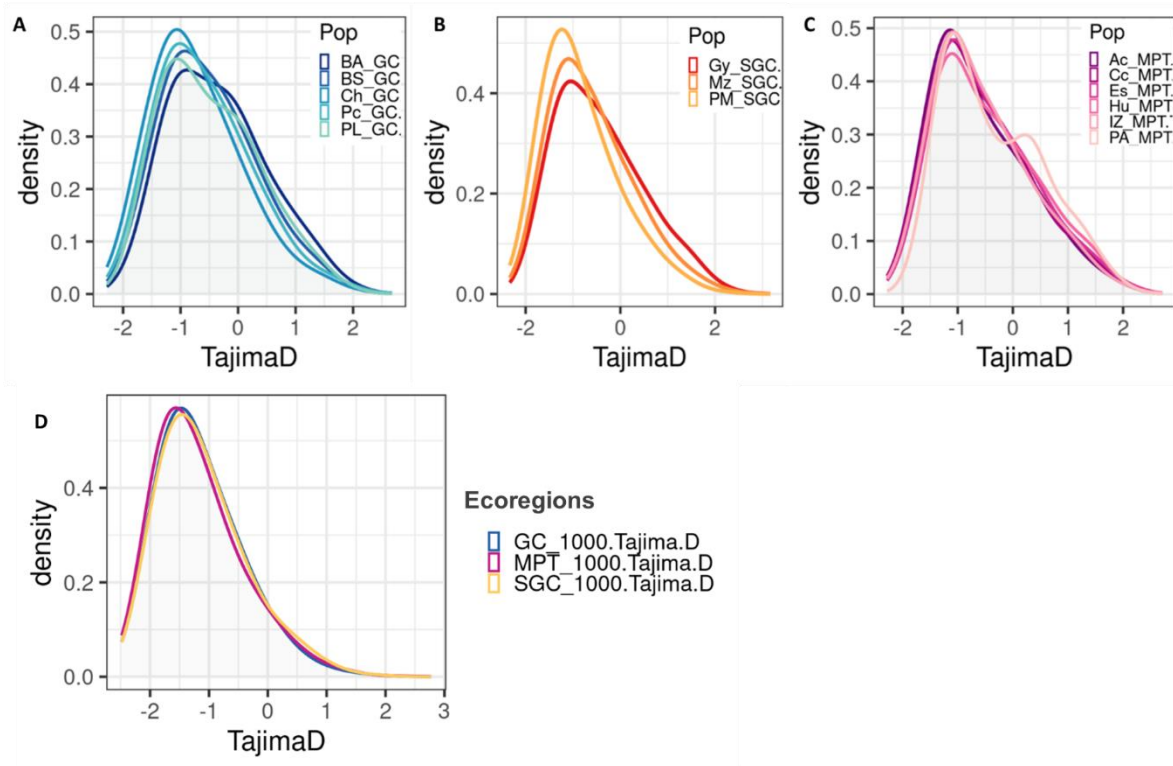 A
density
0.5
0.4
0.3
0.2
0.1
0.0
-2
-1
0
1
2
TajimaD
Pop
BA_GC
BS_GC
Ch_GC
Pc_GC.
PL_GC.
B
density
0.4
0.2
0.0
-2
-1
0
1
2
3
TajimaD
Pop
Gy_SGC.
Mz_SGC.
PM_SGC
C
density
0.5
0.4
0.3
0.2
0.1
0.0
-2
-1
0
1
2
TajimaD
Pop
Ac_MPT.
Cc_MPT.
Es_MPT.
Hu_MPT.
IZ_MPT.
PA_MPT.
D
density
0.4
0.2
0.0
-2
-1
0
1
2
3
TajimaD
Ecoregions
GC_1000.Tajima.D
MPT_1000.Tajima.D
SGC_1000.Tajima.D